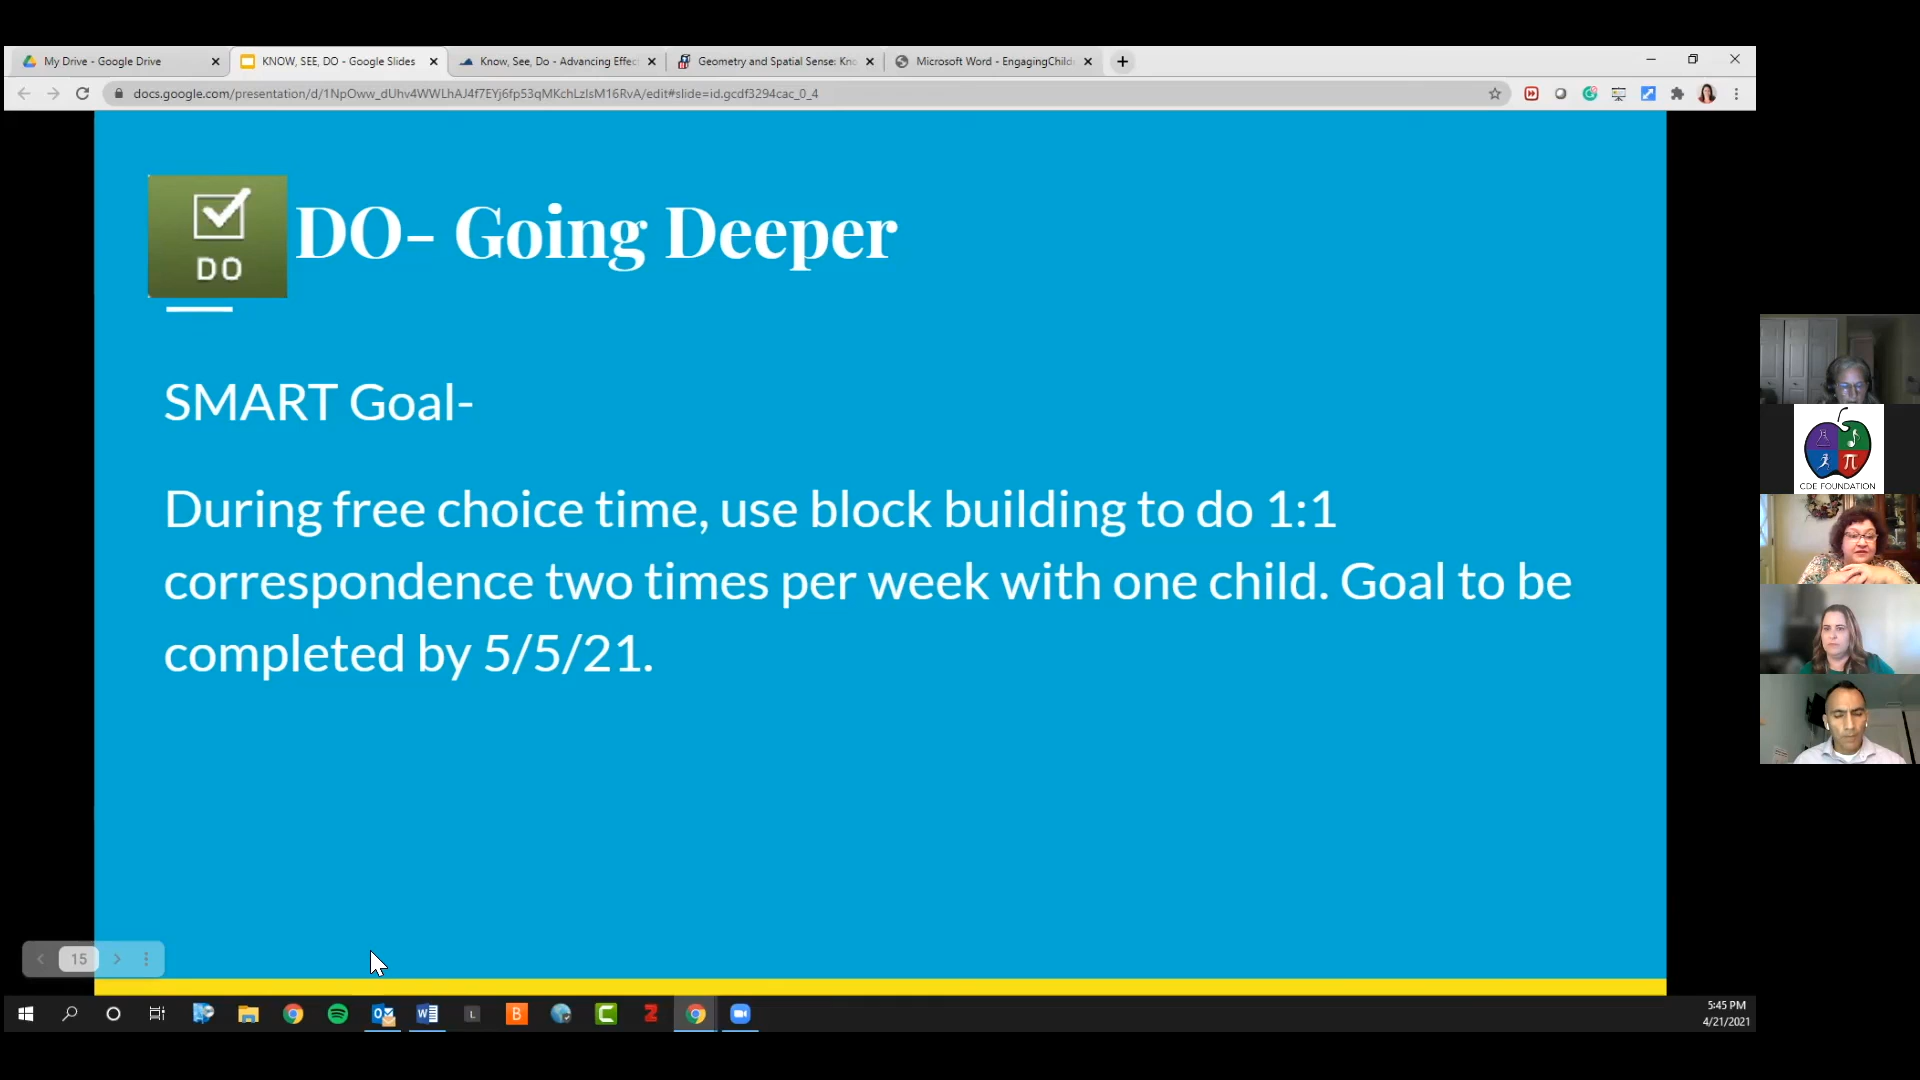 My Drive - Google Drive
KNOW, SEE, DO - Google Slides
Know, See, Do - Advancing Effec
Geometry and Spatial Sense: Kno
Microsoft Word - EngagingChild
docs.google.com/presentation/d/1NpOww_dUhv4WWLhAJ4f7EYj6fp53qMKchLzIsM16RvA/edit#slide=id.gcdf3294cac_0_4
DO
DO- Going Deeper
SMART Goal-
During free choice time, use block building to do 1:1
correspondence two times per week with one child. Goal to be
completed by 5/5/21.
π
CDE FOUNDATION
15
5:45 PM
4/21/2021